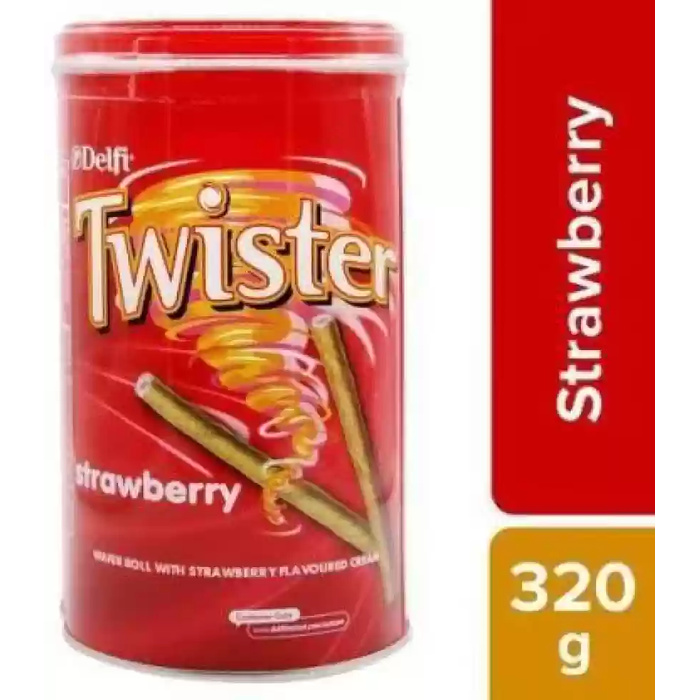 Delfi
Twister
strawberry
WAFER ROLL WITH STRAWBERRY FLAVOURED CREAM
Strawberry
320
g